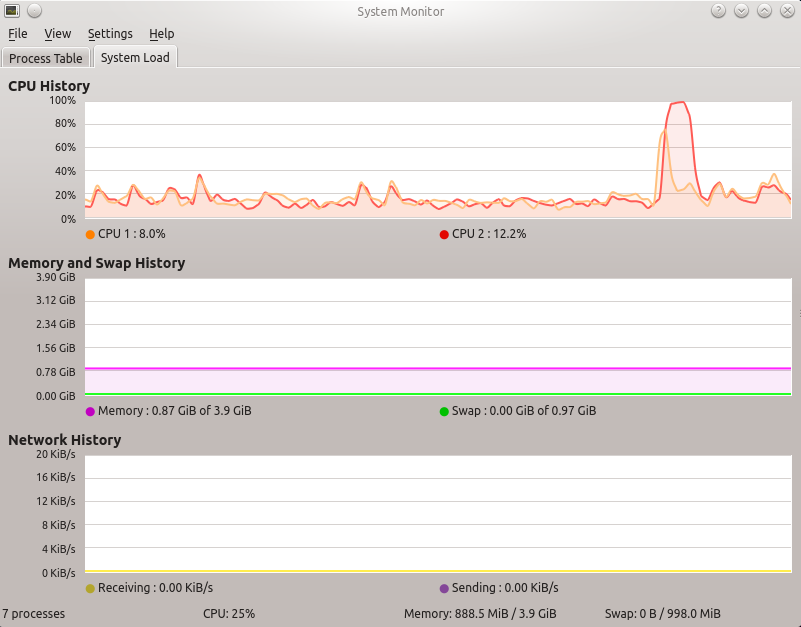 System Monitor
File View Settings Help
Process Table System Load
CPU History
100%
80%
60%
40%
20%
0%
CPU 1 : 8.0% CPU 2 : 12.2%
Memory and Swap History
3.90 GiB
3.12 GiB
2.34 GiB
1.56 GiB
0.78 GiB
0.00 GiB
Memory : 0.87 GiB of 3.9 GiB Swap : 0.00 GiB of 0.97 GiB
Network History
20 KiB/s
16 KiB/s
12 KiB/s
8 KiB/s
4 KiB/s
0 KiB/s
Receiving : 0.00 KiB/s Sending : 0.00 KiB/s
7 processes CPU: 25% Memory: 888.5 MiB / 3.9 GiB Swap: 0 B / 998.0 MiB